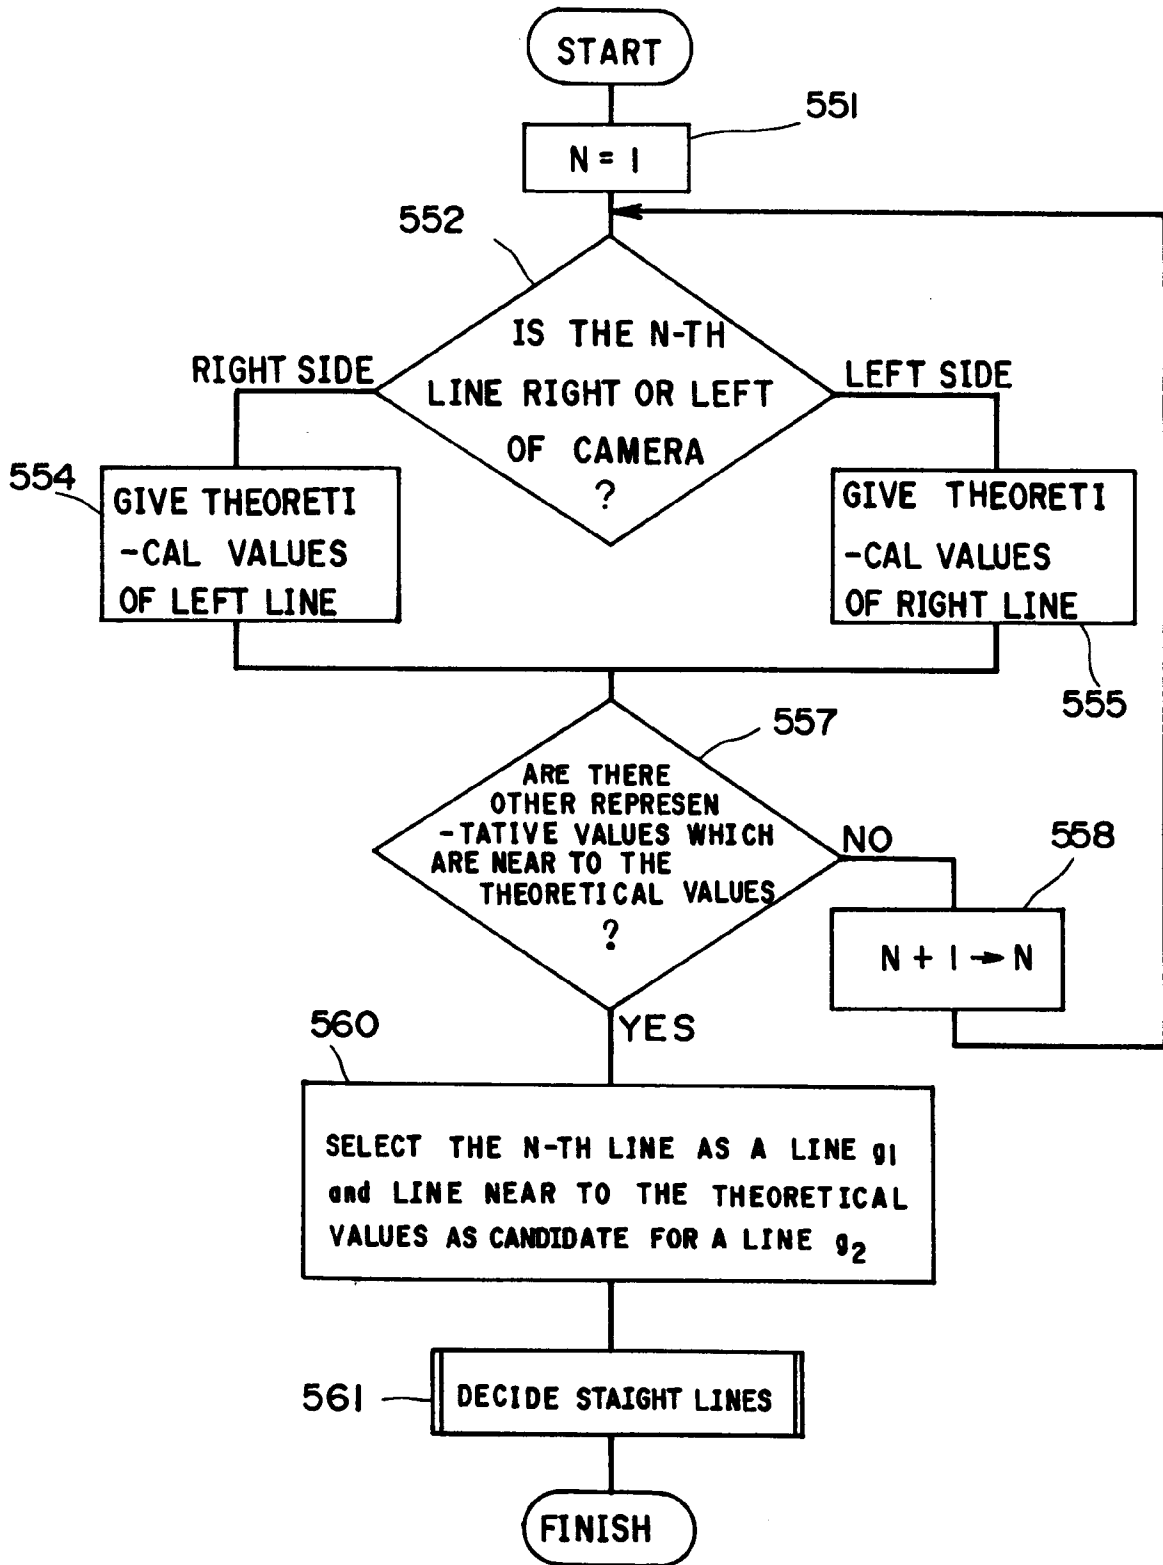 START
551
N = 1
552
IS THE N-TH
LINE RIGHT OR LEFT
OF CAMERA
?
RIGHT SIDE
LEFT SIDE
554
GIVE THEORETI
-CAL VALUES
OF LEFT LINE
GIVE THEORETI
-CAL VALUES
OF RIGHT LINE
555
557
ARE THERE
OTHER REPRESEN
-TATIVE VALUES WHICH
ARE NEAR TO THE
THEORETICAL VALUES
?
NO
558
N + 1 → N
YES
560
SELECT THE N-TH LINE AS A LINE g1
and LINE NEAR TO THE THEORETICAL
VALUES AS CANDIDATE FOR A LINE g2
561
DECIDE STAIGHT LINES
FINISH